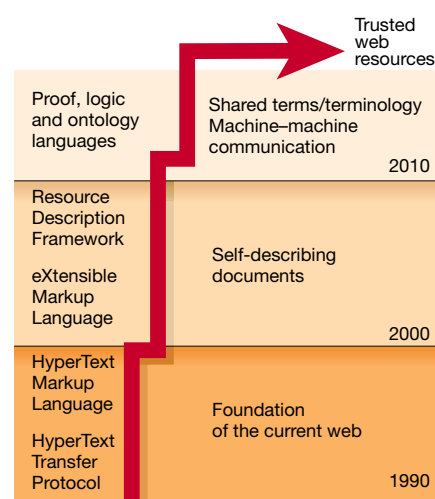 Trusted
web
resources
Proof, logic
and ontology
languages
Shared terms/terminology
Machine–machine
communication
2010
Resource
Description
Framework
eXtensible
Markup
Language
Self-describing
documents
2000
HyperText
Markup
Language
HyperText
Transfer
Protocol
Foundation
of the current web
1990